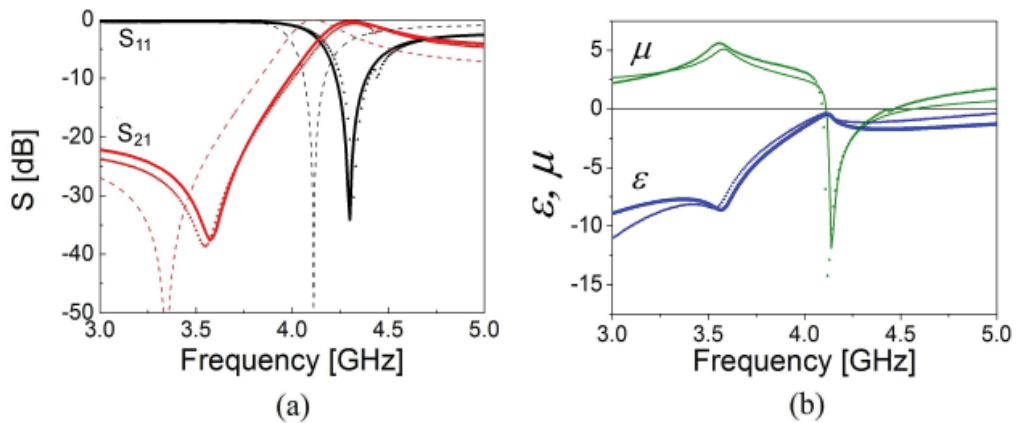 S₁₁
S₂₁
S [dB]
0
-10
-20
-30
-40
-50
3.0 3.5 4.0 4.5 5.0
Frequency [GHz]
(a)
μ
ε
ε, μ
5
0
-5
-10
-15
3.0 3.5 4.0 4.5 5.0
Frequency [GHz]
(b)